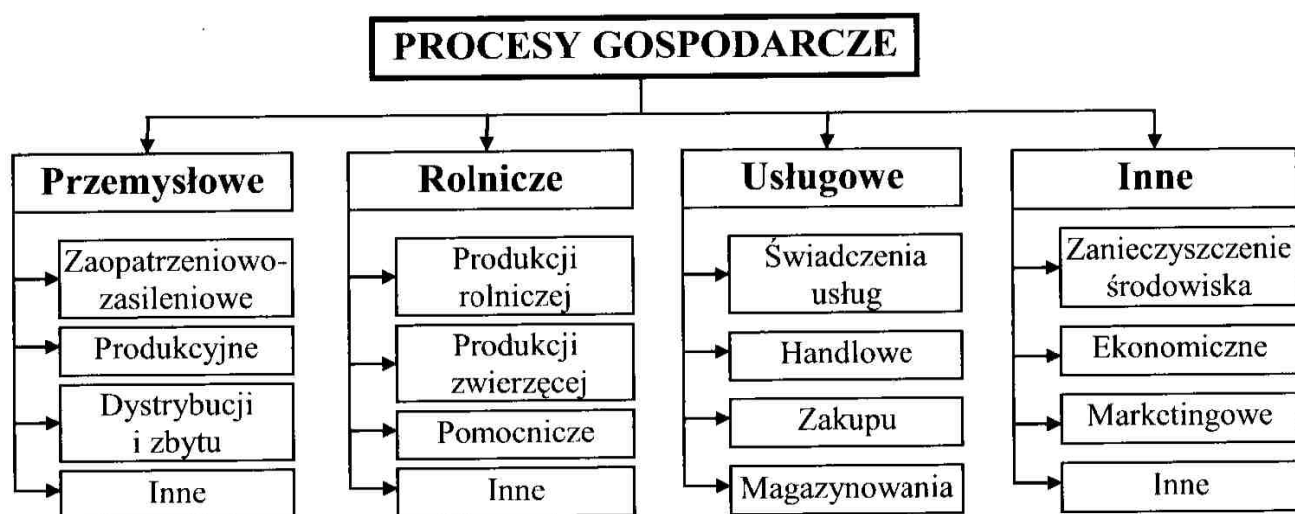 PROCESY GOSPODARCZE
Przemysłowe
Zaopatrzeniowo-
zasileniowe
Produkcyjne
Dystrybucji
i zbytu
Inne
Rolnicze
Produkcji
rolniczej
Produkcji
zwierzęcej
Pomocnicze
Inne
Usługowe
Świadczenia
usług
Handlowe
Zakupu
Magazynowania
Inne
Zanieczyszczenie
środowiska
Ekonomiczne
Marketingowe
Inne